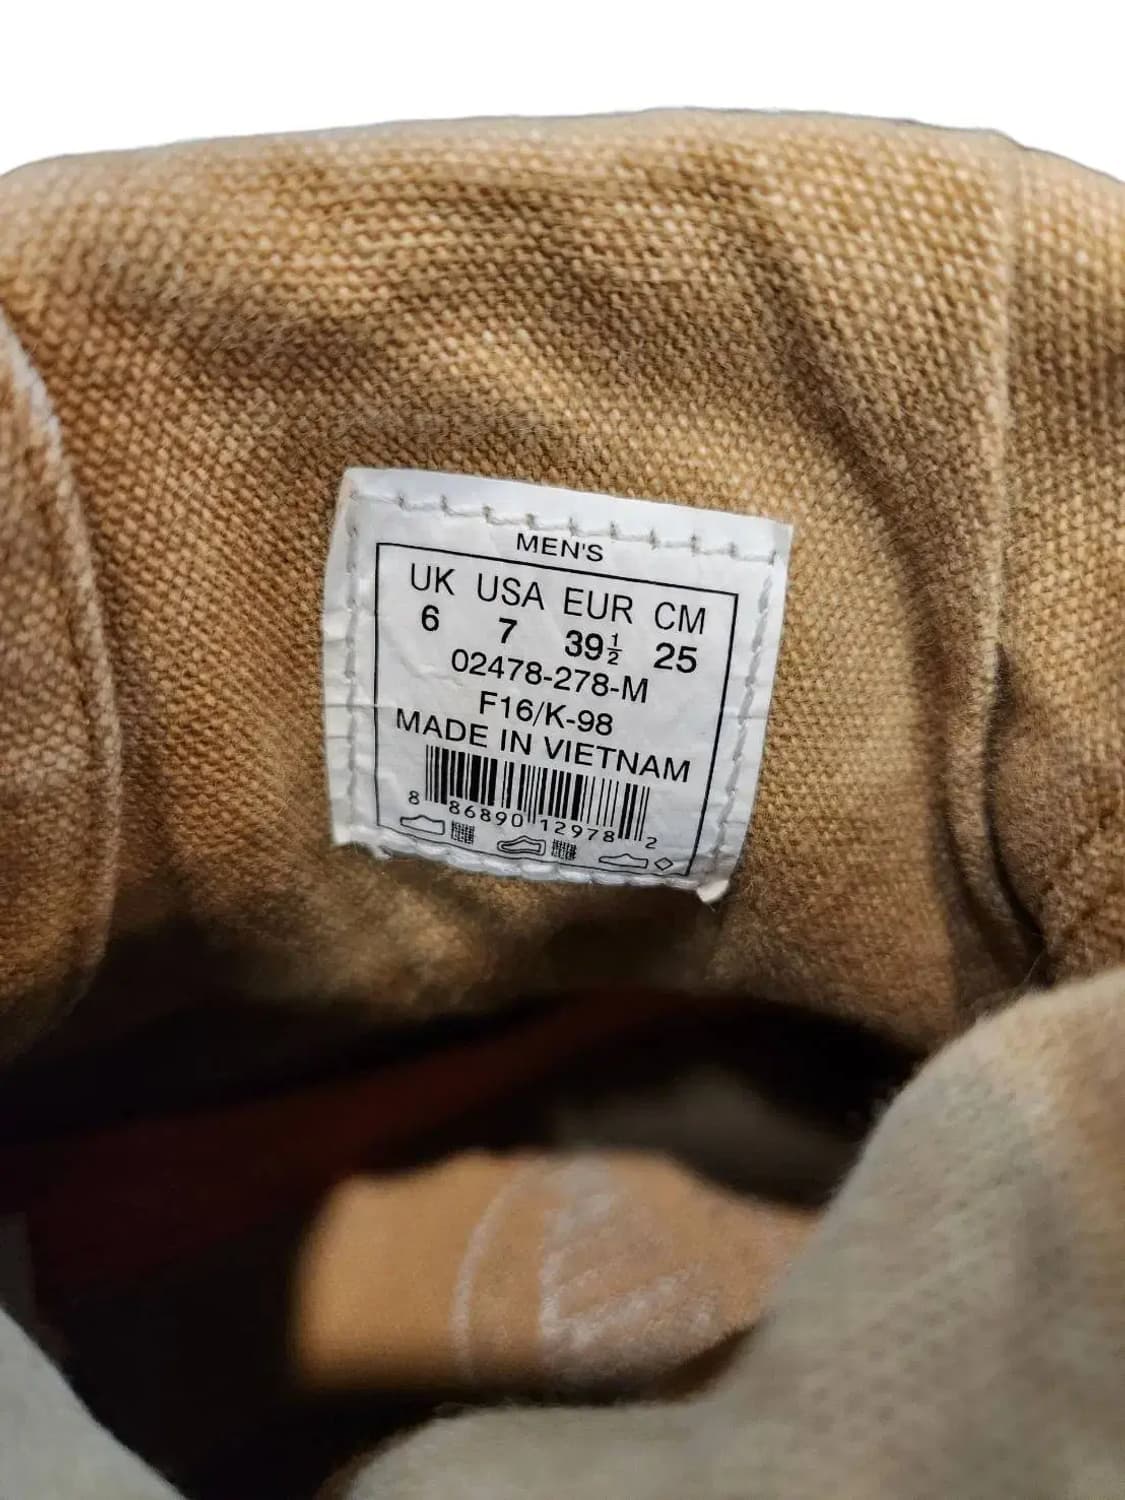 MEN'S
UK USA EUR CM
6 7 39½ 25
02478-278-M
F16/K-98
MADE IN VIETNAM
8 86890 12978 2